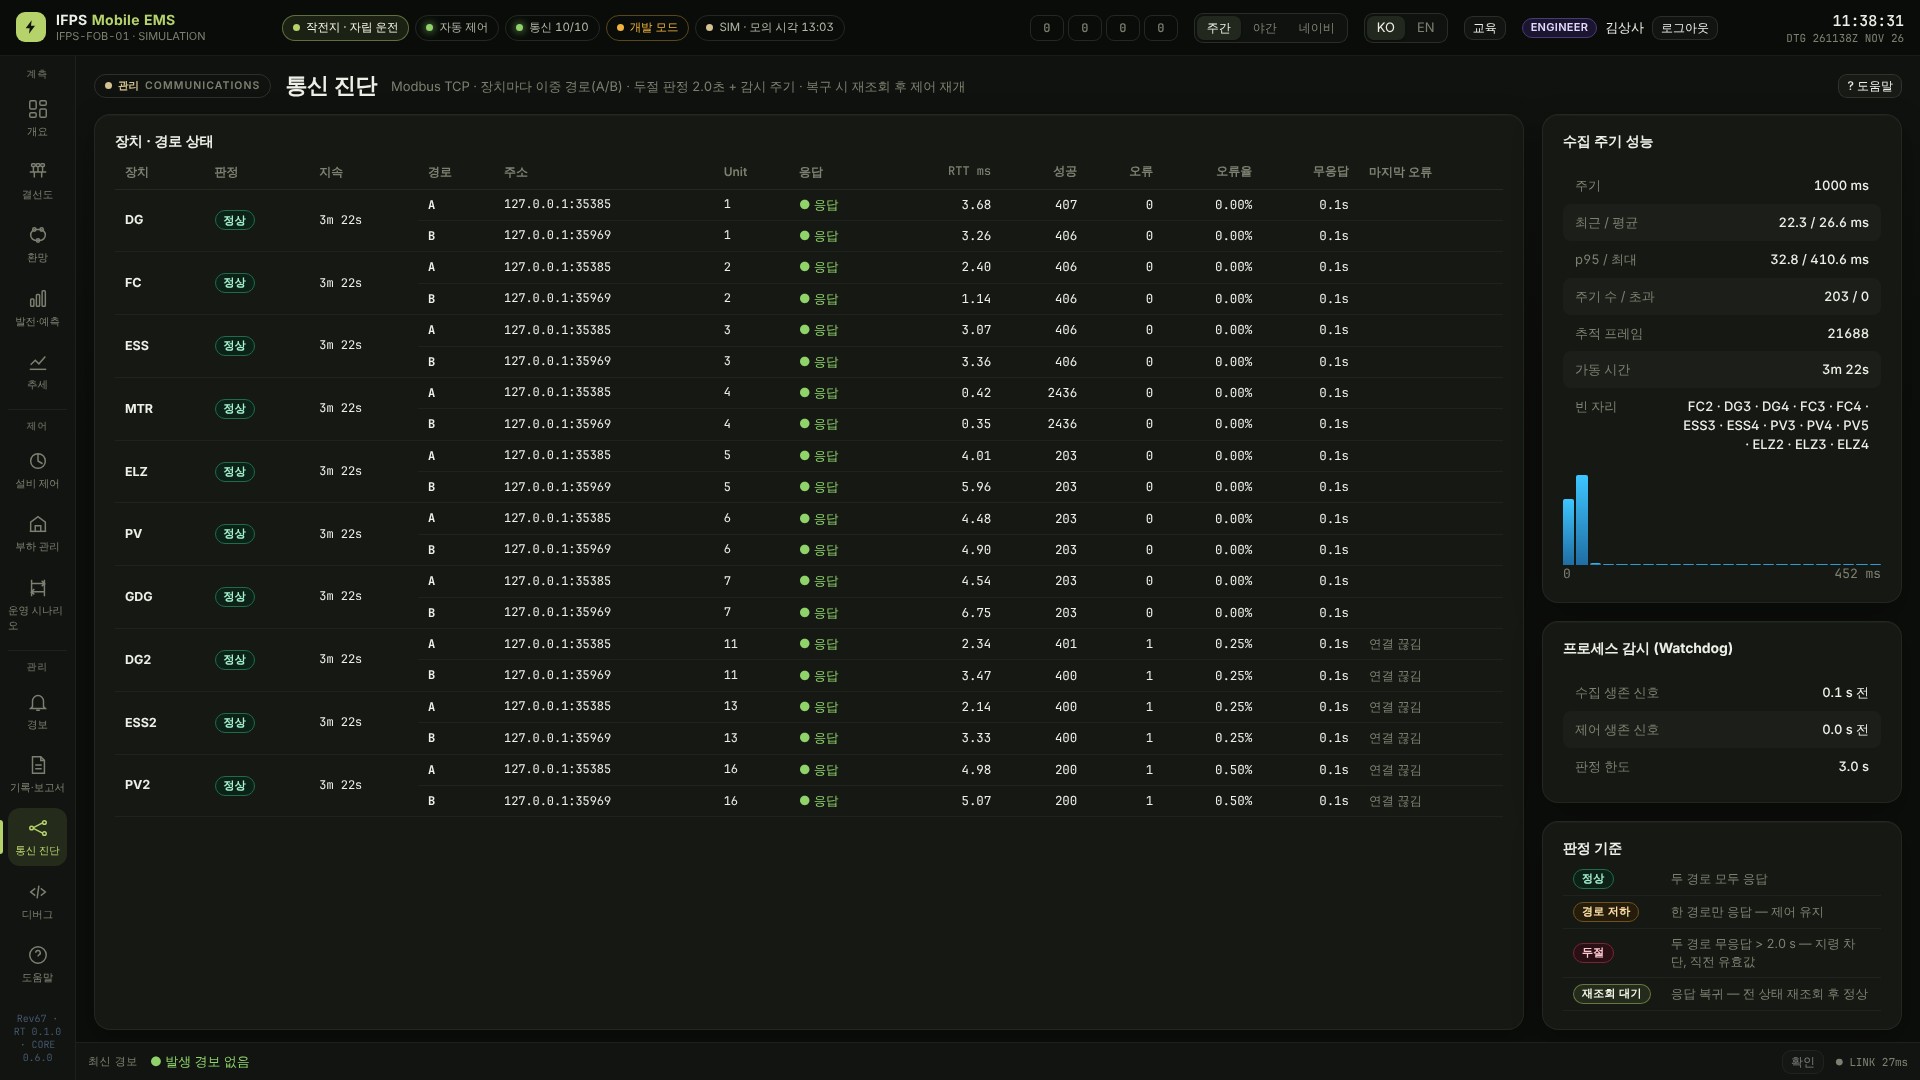 IFPS Mobile EMS
IFPS-FOB-01 · SIMULATION
작전지 · 자립 운전
자동 제어
통신 10/10
개발 모드
SIM · 모의 시각 13:03
0 0 0 0
주간 야간 네이비
KO EN
교육
ENGINEER 김상사 로그아웃
11:38:31
DTG 261138Z NOV 26
계측
개요
결선도
환망
발전·예측
추세
제어
설비 제어
부하 관리
운영 시나리
오
관리
경보
기록·보고서
통신 진단
디버그
도움말
Rev67 ·
RT 0.1.0
· CORE
0.6.0
관리 COMMUNICATIONS
통신 진단
Modbus TCP · 장치마다 이중 경로(A/B) · 두절 판정 2.0초 + 감시 주기 · 복구 시 재조회 후 제어 재개
? 도움말
장치 · 경로 상태
장치 판정 지속 경로 주소 Unit 응답 RTT ms 성공 오류 오류율 무응답 마지막 오류
DG 정상 3m 22s A 127.0.0.1:35385 1 응답 3.68 407 0 0.00% 0.1s
B 127.0.0.1:35969 1 응답 3.26 406 0 0.00% 0.1s
FC 정상 3m 22s A 127.0.0.1:35385 2 응답 2.40 406 0 0.00% 0.1s
B 127.0.0.1:35969 2 응답 1.14 406 0 0.00% 0.1s
ESS 정상 3m 22s A 127.0.0.1:35385 3 응답 3.07 406 0 0.00% 0.1s
B 127.0.0.1:35969 3 응답 3.36 406 0 0.00% 0.1s
MTR 정상 3m 22s A 127.0.0.1:35385 4 응답 0.42 2436 0 0.00% 0.1s
B 127.0.0.1:35969 4 응답 0.35 2436 0 0.00% 0.1s
ELZ 정상 3m 22s A 127.0.0.1:35385 5 응답 4.01 203 0 0.00% 0.1s
B 127.0.0.1:35969 5 응답 5.96 203 0 0.00% 0.1s
PV 정상 3m 22s A 127.0.0.1:35385 6 응답 4.48 203 0 0.00% 0.1s
B 127.0.0.1:35969 6 응답 4.90 203 0 0.00% 0.1s
GDG 정상 3m 22s A 127.0.0.1:35385 7 응답 4.54 203 0 0.00% 0.1s
B 127.0.0.1:35969 7 응답 6.75 203 0 0.00% 0.1s
DG2 정상 3m 22s A 127.0.0.1:35385 11 응답 2.34 401 1 0.25% 0.1s 연결 끊김
B 127.0.0.1:35969 11 응답 3.47 400 1 0.25% 0.1s 연결 끊김
ESS2 정상 3m 22s A 127.0.0.1:35385 13 응답 2.14 400 1 0.25% 0.1s 연결 끊김
B 127.0.0.1:35969 13 응답 3.33 400 1 0.25% 0.1s 연결 끊김
PV2 정상 3m 22s A 127.0.0.1:35385 16 응답 4.98 200 1 0.50% 0.1s 연결 끊김
B 127.0.0.1:35969 16 응답 5.07 200 1 0.50% 0.1s 연결 끊김
수집 주기 성능
주기 1000 ms
최근 / 평균 22.3 / 26.6 ms
p95 / 최대 32.8 / 410.6 ms
주기 수 / 초과 203 / 0
추적 프레임 21688
가동 시간 3m 22s
빈 자리 FC2 · DG3 · DG4 · FC3 · FC4 ·
ESS3 · ESS4 · PV3 · PV4 · PV5
· ELZ2 · ELZ3 · ELZ4
0 452 ms
프로세스 감시 (Watchdog)
수집 생존 신호 0.1 s 전
제어 생존 신호 0.0 s 전
판정 한도 3.0 s
판정 기준
정상 두 경로 모두 응답
경로 저하 한 경로만 응답 — 제어 유지
두절 두 경로 무응답 > 2.0 s — 지령 차
단, 직전 유효값
재조회 대기 응답 복귀 — 전 상태 재조회 후 정상
최신 경보 발생 경보 없음
확인 LINK 27ms